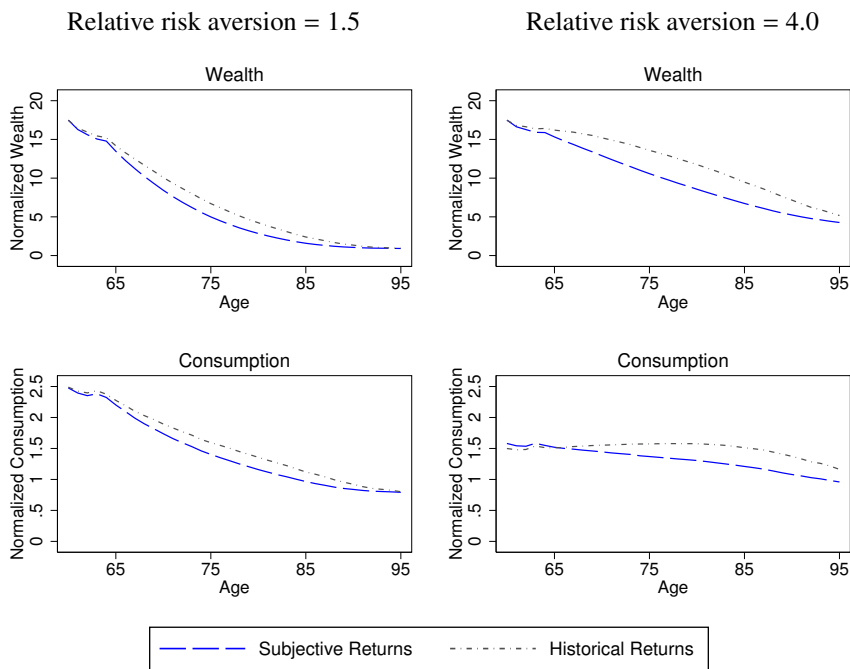 Relative risk aversion = 1.5
Relative risk aversion = 4.0
Wealth
Normalized Wealth
20
15
10
5
0
65 75 85 95
Age
Wealth
Normalized Wealth
20
15
10
5
0
65 75 85 95
Age
Consumption
Normalized Consumption
2.5
2
1.5
1
.5
0
65 75 85 95
Age
Consumption
Normalized Consumption
2.5
2
1.5
1
.5
0
65 75 85 95
Age
Subjective Returns
Historical Returns